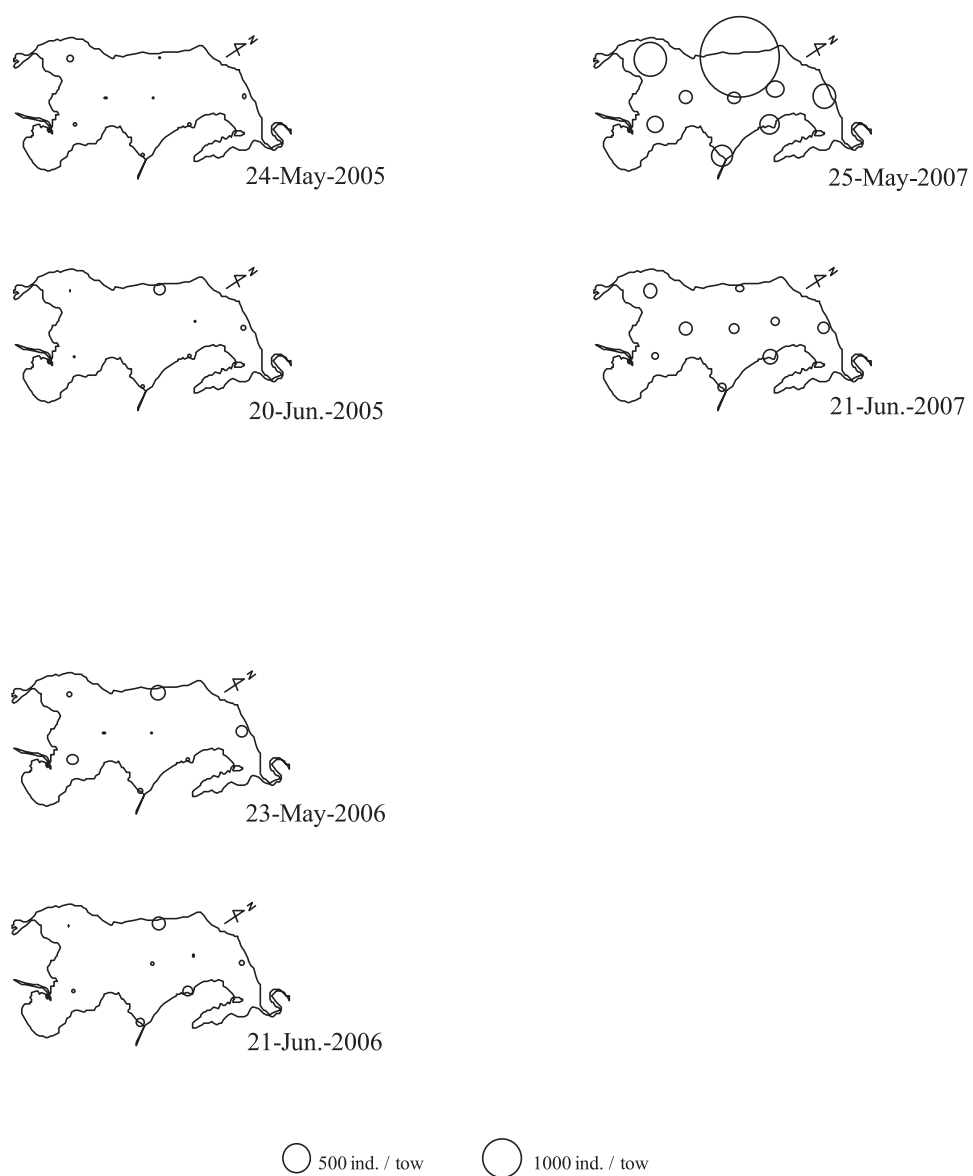 N
24-May-2005
N
25-May-2007
N
20-Jun.-2005
N
21-Jun.-2007
N
23-May-2006
N
21-Jun.-2006
500 ind. / tow
1000 ind. / tow